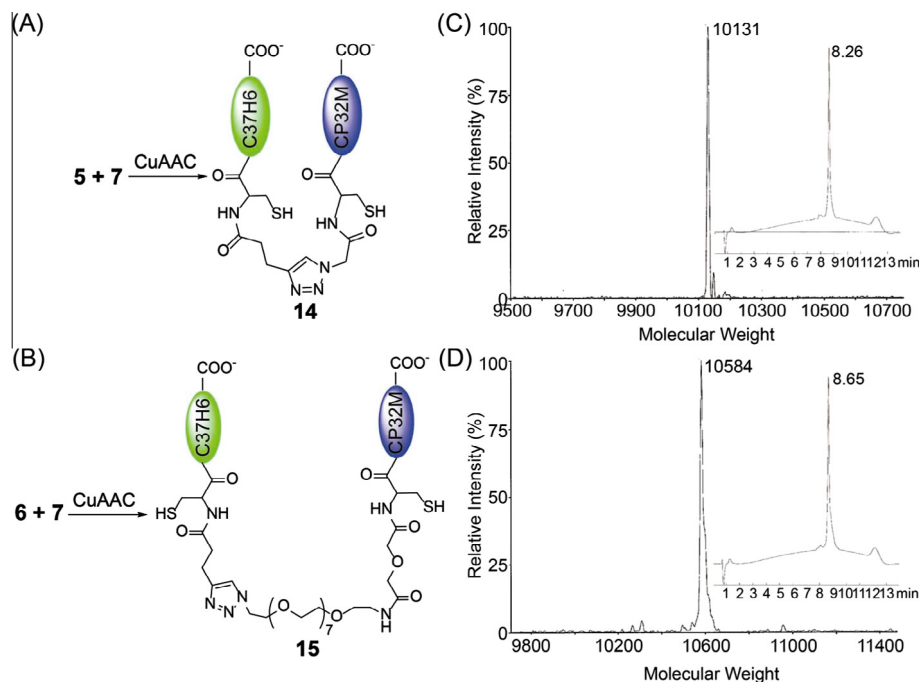 (A)
COO⁻
COO⁻
C37H6
CP32M
5 + 7
CuAAC
O
O
HN
SH
SH
HN
O
O
N
N=N
14
(B)
COO⁻
COO⁻
C37H6
CP32M
6 + 7
CuAAC
O
O
HS
NH
SH
HN
O
O
O
N
N=N
O
7
O
N
H
O
15
(C)
Relative Intensity (%)
100
75
50
25
0
10131
8.26
1 2 3 4 5 6 7 8 9 10 11 12 13 min
9500 9700 9900 10100 10300 10500 10700
Molecular Weight
(D)
Relative Intensity (%)
100
75
50
25
0
10584
8.65
1 2 3 4 5 6 7 8 9 10 11 12 13 min
9800 10200 10600 11000 11400
Molecular Weight